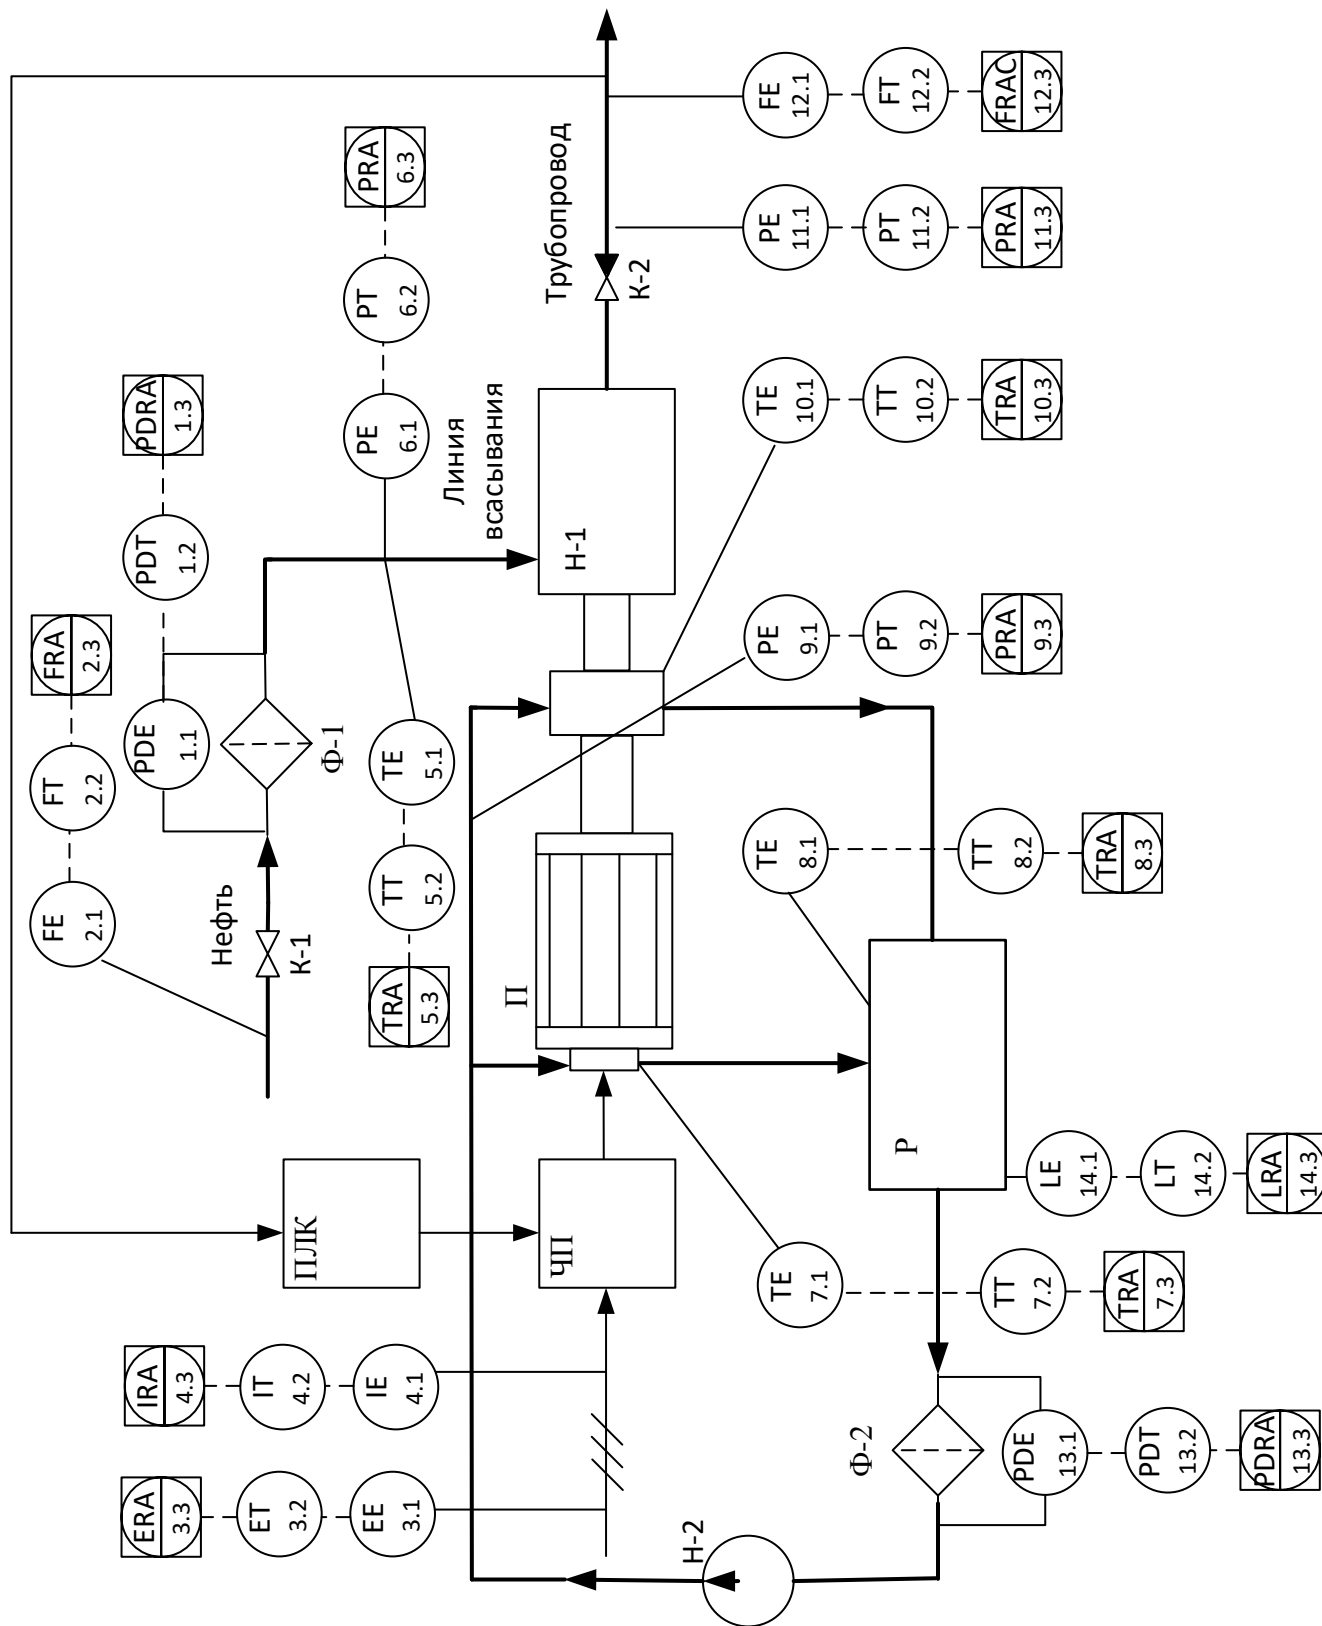 ERA
3.3
ET
3.2
EE
3.1
IRA
4.3
IT
4.2
IE
4.1
ПЛК
ЧП
FE
2.1
FT
2.2
FRA
2.3
Нефть
К-1
PDE
1.1
PDT
1.2
PDRA
1.3
Ф-1
TRA
5.3
TT
5.2
TE
5.1
PE
6.1
PT
6.2
PRA
6.3
Линия
всасывания
П
Н-1
Трубопровод
К-2
Н-2
Ф-2
PDE
13.1
PDT
13.2
PDRA
13.3
TE
7.1
TT
7.2
TRA
7.3
Р
LE
14.1
LT
14.2
LRA
14.3
TE
8.1
TT
8.2
TRA
8.3
PE
9.1
PT
9.2
PRA
9.3
TE
10.1
TT
10.2
TRA
10.3
PE
11.1
PT
11.2
PRA
11.3
FE
12.1
FT
12.2
FRAC
12.3